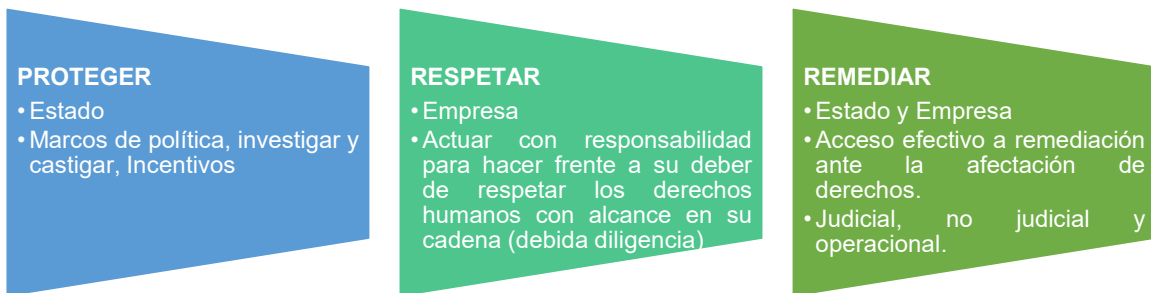 PROTEGER
• Estado
• Marcos de política, investigar y
castigar, Incentivos
RESPETAR
• Empresa
• Actuar con responsabilidad
para hacer frente a su deber
de respetar los derechos
humanos con alcance en su
cadena (debida diligencia)
REMEDIAR
• Estado y Empresa
• Acceso efectivo a remediación
ante la afectación de
derechos.
• Judicial, no judicial y
operacional.